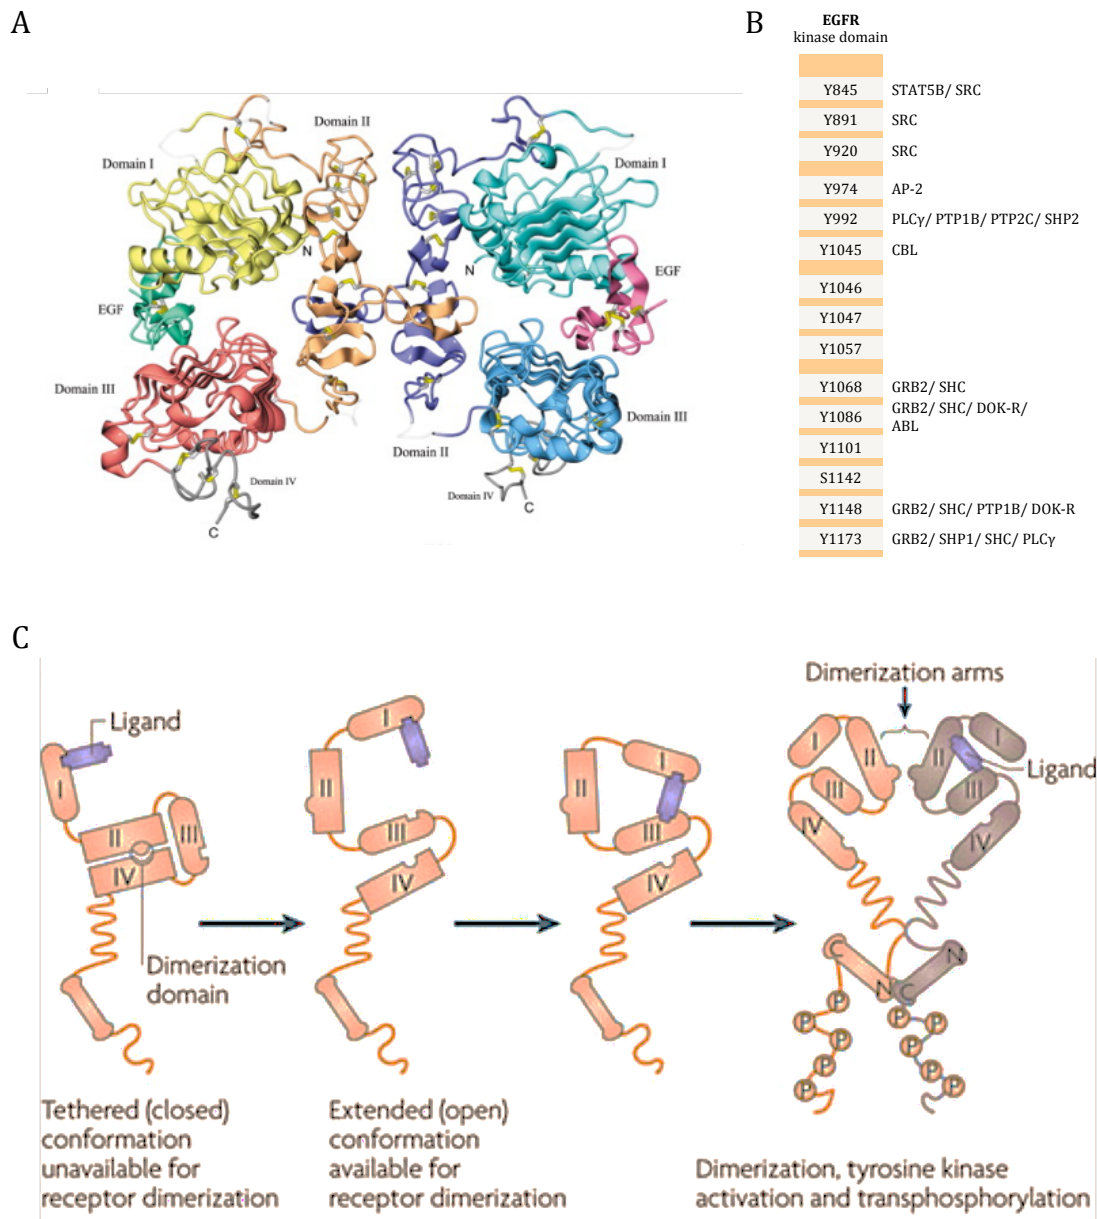 A
Domain II
Domain I
Domain I
N
N
EGF
EGF
Domain III
Domain III
Domain II
Domain IV
Domain IV
C
C
B
EGFR
kinase domain
Y845 STAT5B/ SRC
Y891 SRC
Y920 SRC
Y974 AP-2
Y992 PLCγ/ PTP1B/ PTP2C/ SHP2
Y1045 CBL
Y1046
Y1047
Y1057
Y1068 GRB2/ SHC
Y1086 GRB2/ SHC/ DOK-R/
ABL
Y1101
S1142
Y1148 GRB2/ SHC/ PTP1B/ DOK-R
Y1173 GRB2/ SHP1/ SHC/ PLCγ
C
Ligand
I
II
III
IV
Dimerization
domain
Tethered (closed)
conformation
unavailable for
receptor dimerization
I
II
III
IV
Extended (open)
conformation
available for
receptor dimerization
I
II
III
IV
Dimerization arms
I
II
II
I
Ligand
III
III
IV
IV
C
N
N
C
P
P
P
P
P
P
P
P
P
P
Dimerization, tyrosine kinase
activation and transphosphorylation